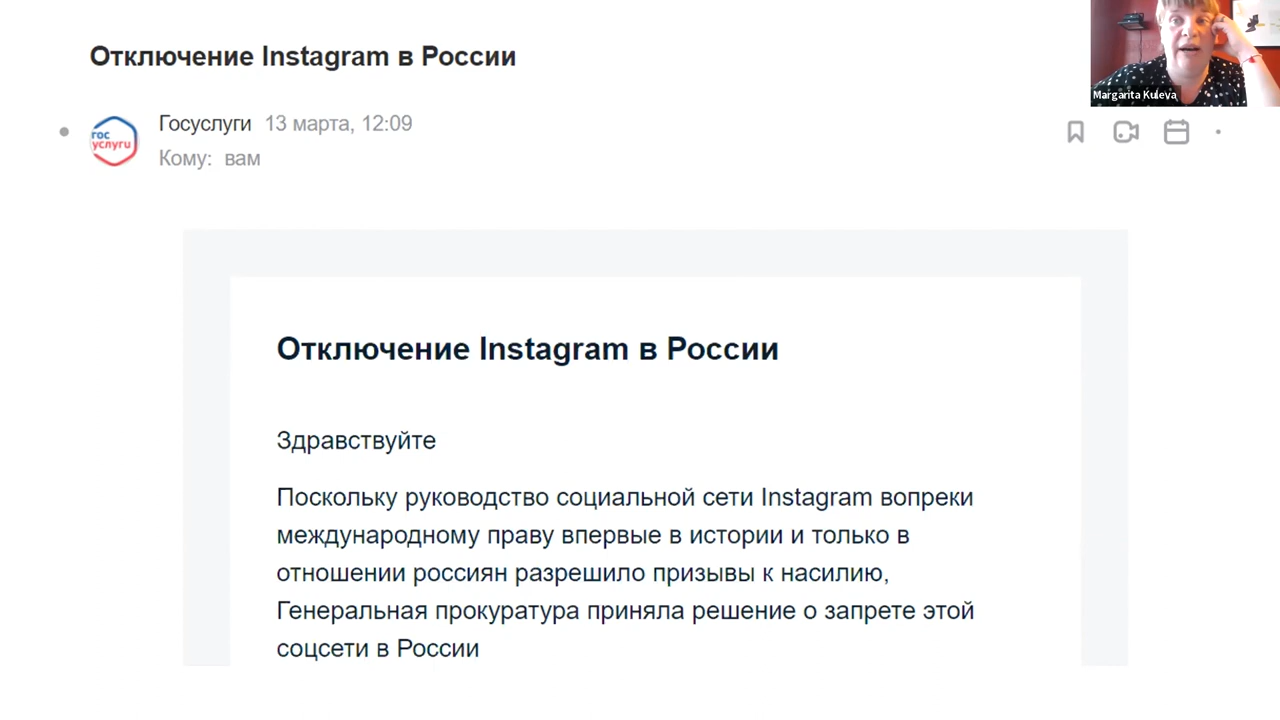 Отключение Instagram в России
Margarita Kuleva
гос
услуги
Госуслуги 13 марта, 12:09
Кому: вам
Отключение Instagram в России
Здравствуйте
Поскольку руководство социальной сети Instagram вопреки
международному праву впервые в истории и только в
отношении россиян разрешило призывы к насилию,
Генеральная прокуратура приняла решение о запрете этой
соцсети в России